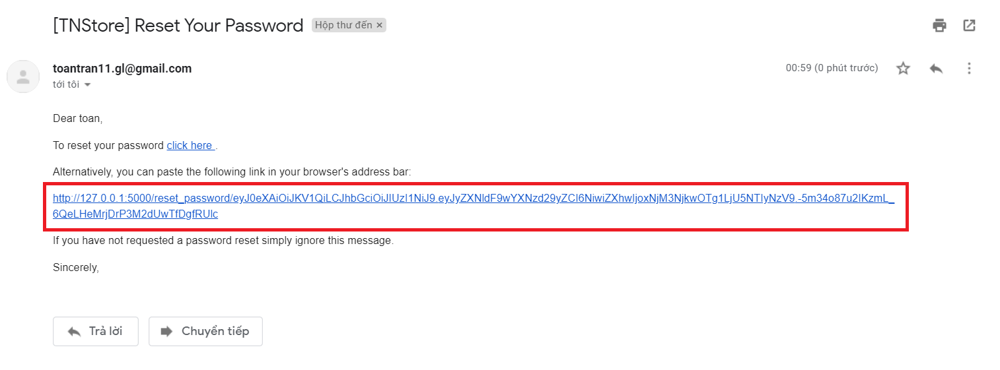 [TNStore] Reset Your Password Hộp thư đến ×
toantran11.gl@gmail.com 00:59 (0 phút trước)
tới tôi
Dear toan,
To reset your password click here .
Alternatively, you can paste the following link in your browser's address bar:
http://127.0.0.1:5000/reset_password/eyJ0eXAiOiJKV1QiLCJhbGciOiJIUzI1NiJ9.eyJyZXNldF9wYXNzd29yZCI6NiwiZXhwIjoxNjM3NjkwOTg1LjU5NTIyNzV9.-5m34o87u2IKzmL_
6QeLHeMrjDrP3M2dUwTfDgfRUlc
If you have not requested a password reset simply ignore this message.
Sincerely,
Trả lời Chuyển tiếp